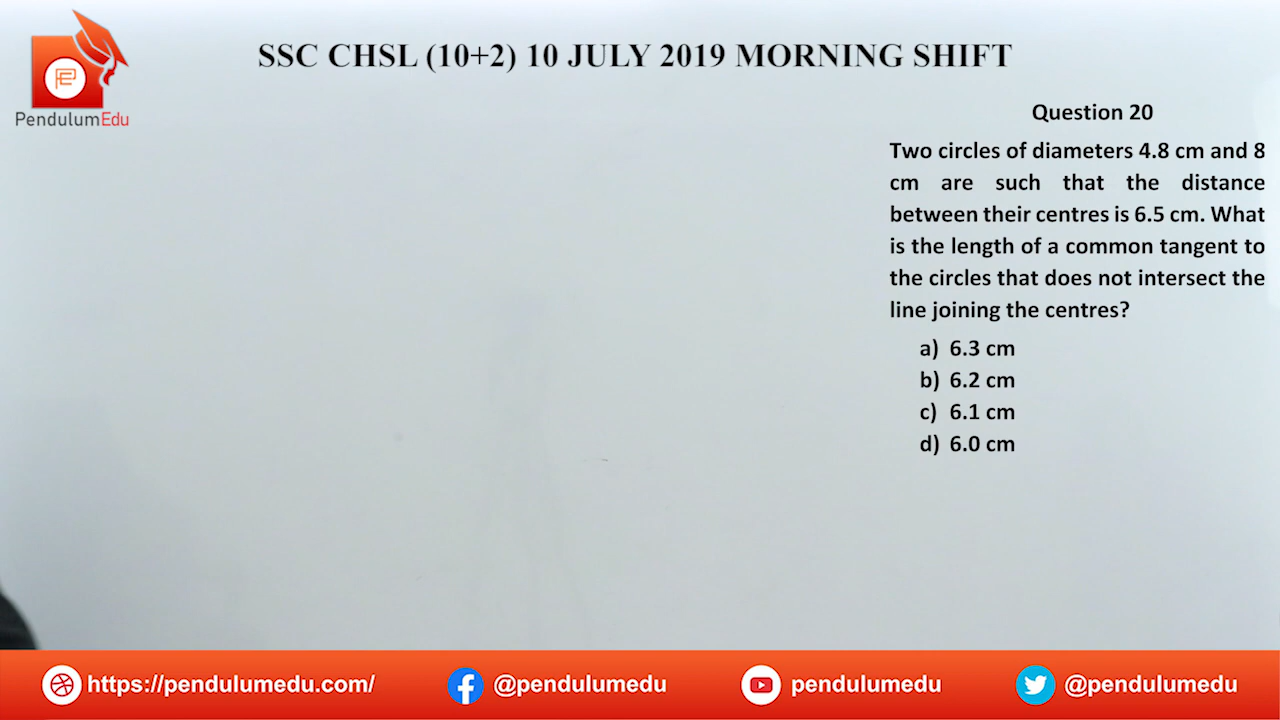 SSC CHSL (10+2) 10 JULY 2019 MORNING SHIFT
PendulumEdu
Question 20
Two circles of diameters 4.8 cm and 8
cm are such that the distance
between their centres is 6.5 cm. What
is the length of a common tangent to
the circles that does not intersect the
line joining the centres?
a) 6.3 cm
b) 6.2 cm
c) 6.1 cm
d) 6.0 cm
https://pendulumedu.com/
@pendulumedu
pendulumedu
@pendulumedu